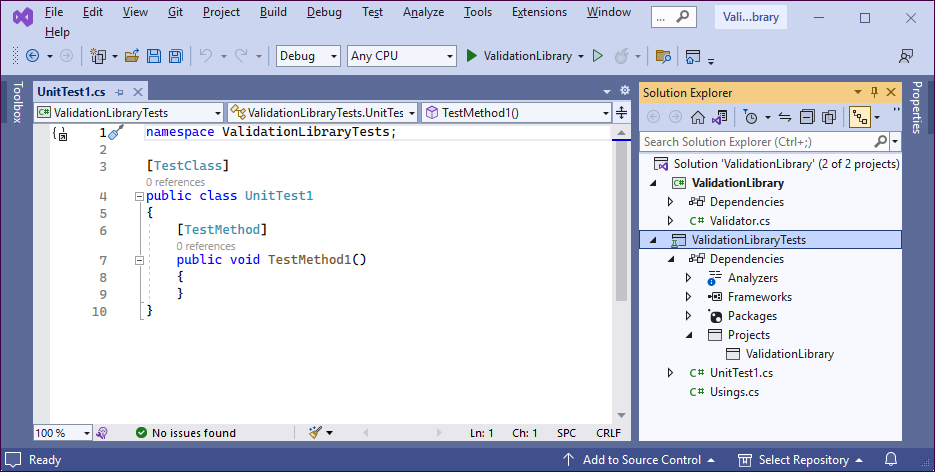 File Edit View Git Project Build Debug Test Analyze Tools Extensions Window ... Vali...brary
Help
Debug Any CPU ValidationLibrary
Toolbox
UnitTest1.cs
C# ValidationLibraryTests ValidationLibraryTests.UnitTes TestMethod1()
1 namespace ValidationLibraryTests;
2
3 [TestClass]
0 references
4 public class UnitTest1
5 {
6 [TestMethod]
0 references
7 public void TestMethod1()
8 {
9 }
10 }
100 % No issues found Ln: 1 Ch: 1 SPC CRLF
Solution Explorer
Search Solution Explorer (Ctrl+;)
Solution 'ValidationLibrary' (2 of 2 projects)
C# ValidationLibrary
Dependencies
C# Validator.cs
ValidationLibraryTests
Dependencies
Analyzers
Frameworks
Packages
Projects
ValidationLibrary
C# UnitTest1.cs
C# Usings.cs
Properties
Ready Add to Source Control Select Repository